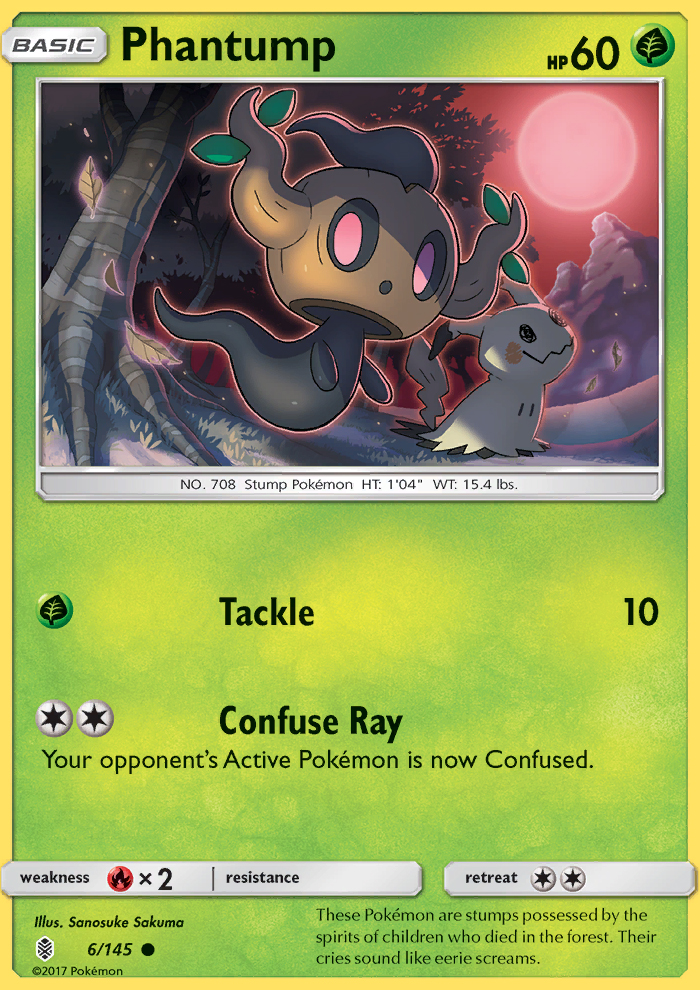 BASIC Phantump HP 60
NO. 708 Stump Pokémon HT: 1'04" WT: 15.4 lbs.
Tackle 10
Confuse Ray
Your opponent's Active Pokémon is now Confused.
weakness × 2 resistance retreat
Illus. Sanosuke Sakuma
6/145
©2017 Pokémon
These Pokémon are stumps possessed by the
spirits of children who died in the forest. Their
cries sound like eerie screams.